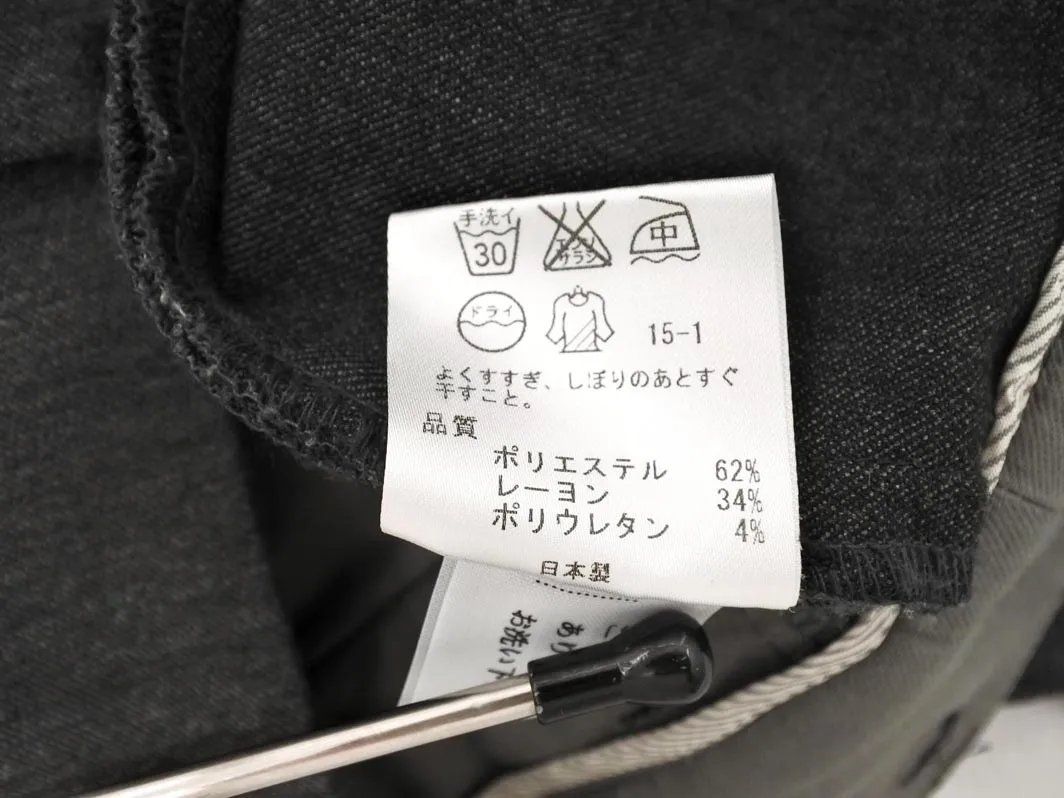 手洗イ
30
エンソ
サラシ
中
ドライ
15-1
よくすすぎ、しぼりのあとすぐ
干すこと。
品質
ポリエステル 62%
レーヨン 34%
ポリウレタン 4%
日本製
お洗い